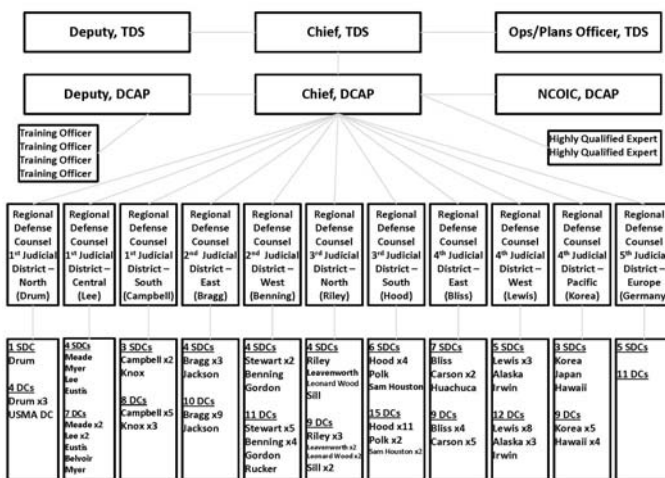 Deputy, TDS
Chief, TDS
Ops/Plans Officer, TDS
Deputy, DCAP
Chief, DCAP
NCOIC, DCAP
Training Officer
Training Officer
Training Officer
Training Officer
Highly Qualified Expert
Highly Qualified Expert
Regional
Defense
Counsel
1st Judicial
District –
North
(Drum)
Regional
Defense
Counsel
1st Judicial
District –
Central
(Lee)
Regional
Defense
Counsel
1st Judicial
District –
South
(Campbell)
Regional
Defense
Counsel
2nd Judicial
District –
East
(Bragg)
Regional
Defense
Counsel
2nd Judicial
District –
West
(Benning)
Regional
Defense
Counsel
3rd Judicial
District –
North
(Riley)
Regional
Defense
Counsel
3rd Judicial
District –
South
(Hood)
Regional
Defense
Counsel
4th Judicial
District –
East
(Bliss)
Regional
Defense
Counsel
4th Judicial
District –
West
(Lewis)
Regional
Defense
Counsel
4th Judicial
District –
Pacific
(Korea)
Regional
Defense
Counsel
5th Judicial
District –
Europe
(Germany)
1 SDC
Drum
4 DCs
Drum x3
USMA DC
4 SDCs
Meade
Myer
Lee
Eustis
7 DCs
Meade x2
Lee x2
Eustis
Belvoir
Myer
3 SDCs
Campbell x2
Knox
8 DCs
Campbell x5
Knox x3
4 SDCs
Bragg x3
Jackson
10 DCs
Bragg x9
Jackson
4 SDCs
Stewart x2
Benning
Gordon
11 DCs
Stewart x5
Benning x4
Gordon
Rucker
4 SDCs
Riley
Leavenworth
Leonard Wood
Sill
9 DCs
Riley x3
Leavenworth x2
Leonard Wood x2
Sill x2
6 SDCs
Hood x4
Polk
Sam Houston
15 DCs
Hood x11
Polk x2
Sam Houston x2
7 SDCs
Bliss
Carson x2
Huachuca
9 DCs
Bliss x4
Carson x5
5 SDCs
Lewis x3
Alaska
Irwin
12 DCs
Lewis x8
Alaska x3
Irwin
3 SDCs
Korea
Japan
Hawaii
9 DCs
Korea x5
Hawaii x4
5 SDCs
11 DCs